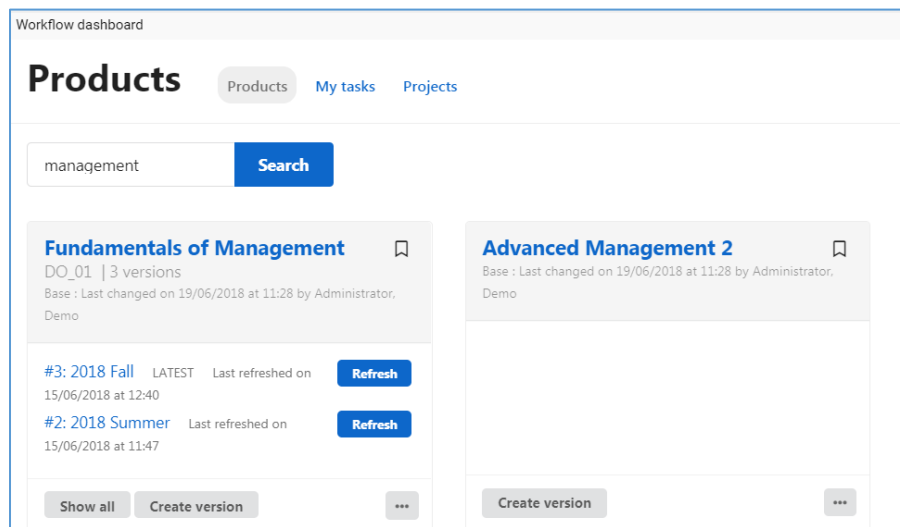 Workflow dashboard
Products
Products My tasks Projects
management Search
Fundamentals of Management
DO_01 | 3 versions
Base : Last changed on 19/06/2018 at 11:28 by Administrator,
Demo
#3: 2018 Fall LATEST Last refreshed on Refresh
15/06/2018 at 12:40
#2: 2018 Summer Last refreshed on Refresh
15/06/2018 at 11:47
Show all Create version ...
Advanced Management 2
Base : Last changed on 19/06/2018 at 11:28 by Administrator,
Demo
Create version ...